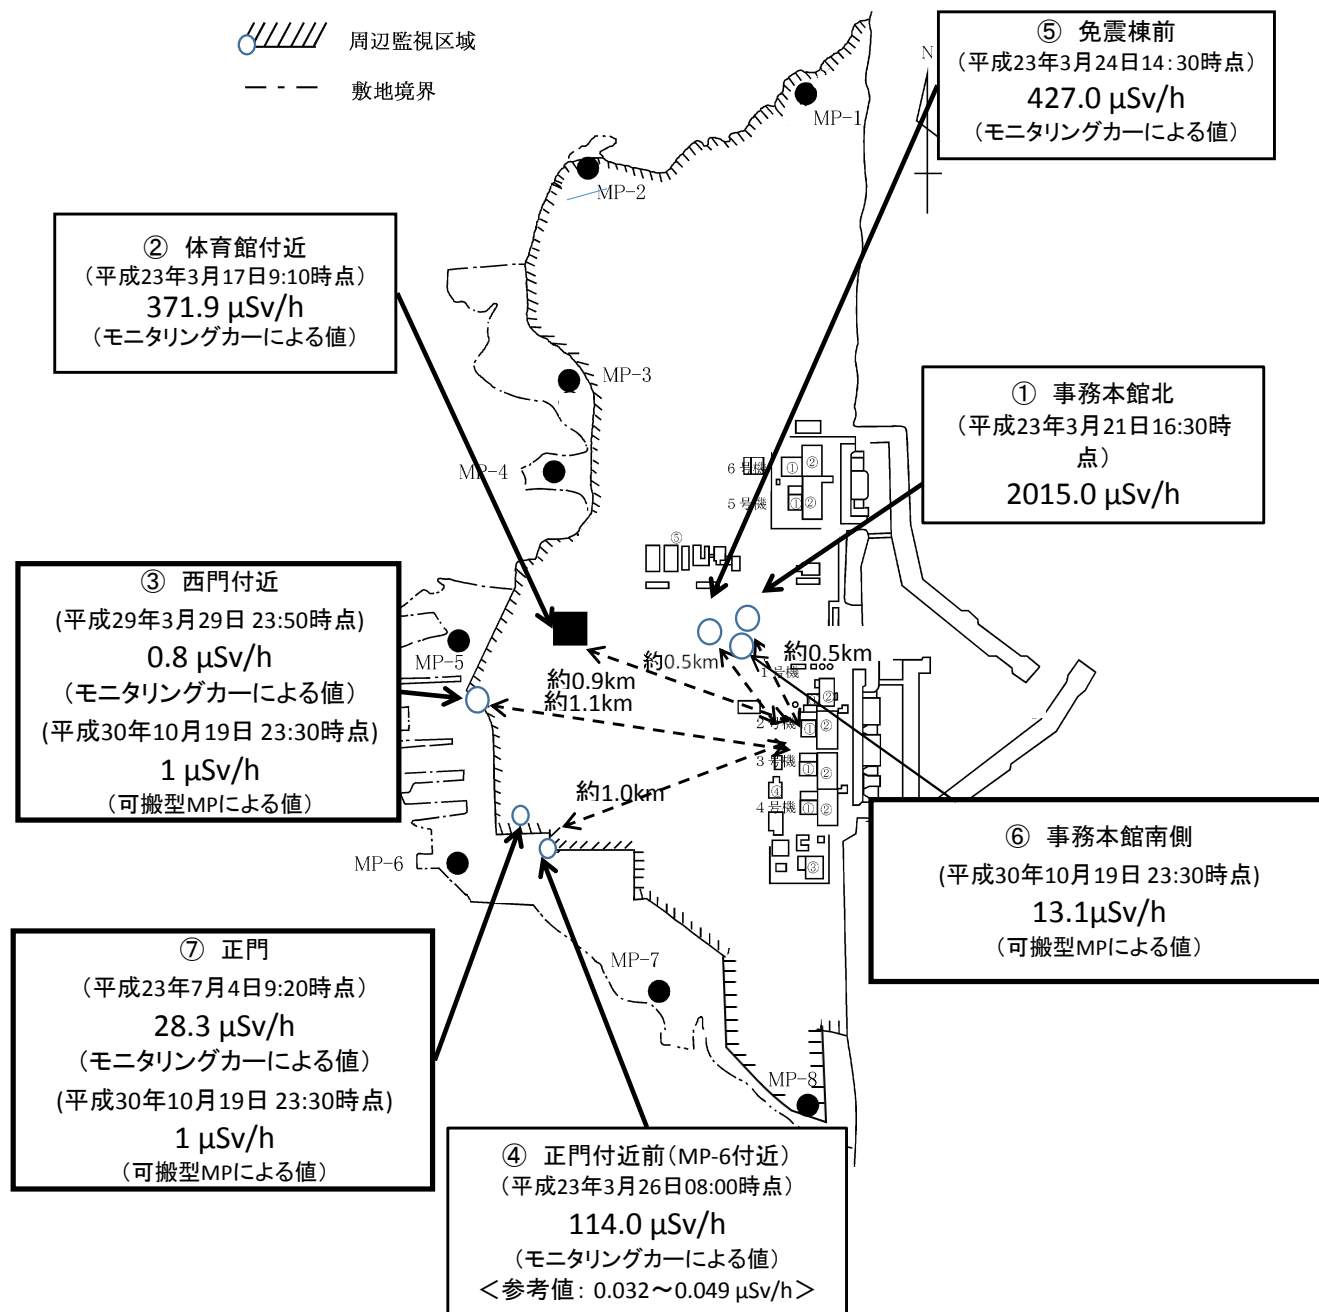 周辺監視区域
敷地境界
⑤ 免震棟前
(平成23年3月24日14:30時点)
427.0 μSv/h
(モニタリングカーによる値)
N
MP-1
MP-2
② 体育館付近
(平成23年3月17日9:10時点)
371.9 μSv/h
(モニタリングカーによる値)
MP-3
① 事務本館北
(平成23年3月21日16:30時
点)
2015.0 μSv/h
MP-4
6号機
① ②
5号機
① ②
⑤
③ 西門付近
(平成29年3月29日 23:50時点)
0.8 μSv/h
(モニタリングカーによる値)
(平成30年10月19日 23:30時点)
1 μSv/h
(可搬型MPによる値)
MP-5
約0.5km
約0.5km
約0.9km
約1.1km
1号機
②
2号機
① ②
3号機
① ②
④
4号機
① ②
③
約1.0km
MP-6
⑥ 事務本館南側
(平成30年10月19日 23:30時点)
13.1μSv/h
(可搬型MPによる値)
⑦ 正門
(平成23年7月4日9:20時点)
28.3 μSv/h
(モニタリングカーによる値)
(平成30年10月19日 23:30時点)
1 μSv/h
(可搬型MPによる値)
MP-7
MP-8
④ 正門付近前(MP-6付近)
(平成23年3月26日08:00時点)
114.0 μSv/h
(モニタリングカーによる値)
<参考値: 0.032～0.049 μSv/h>